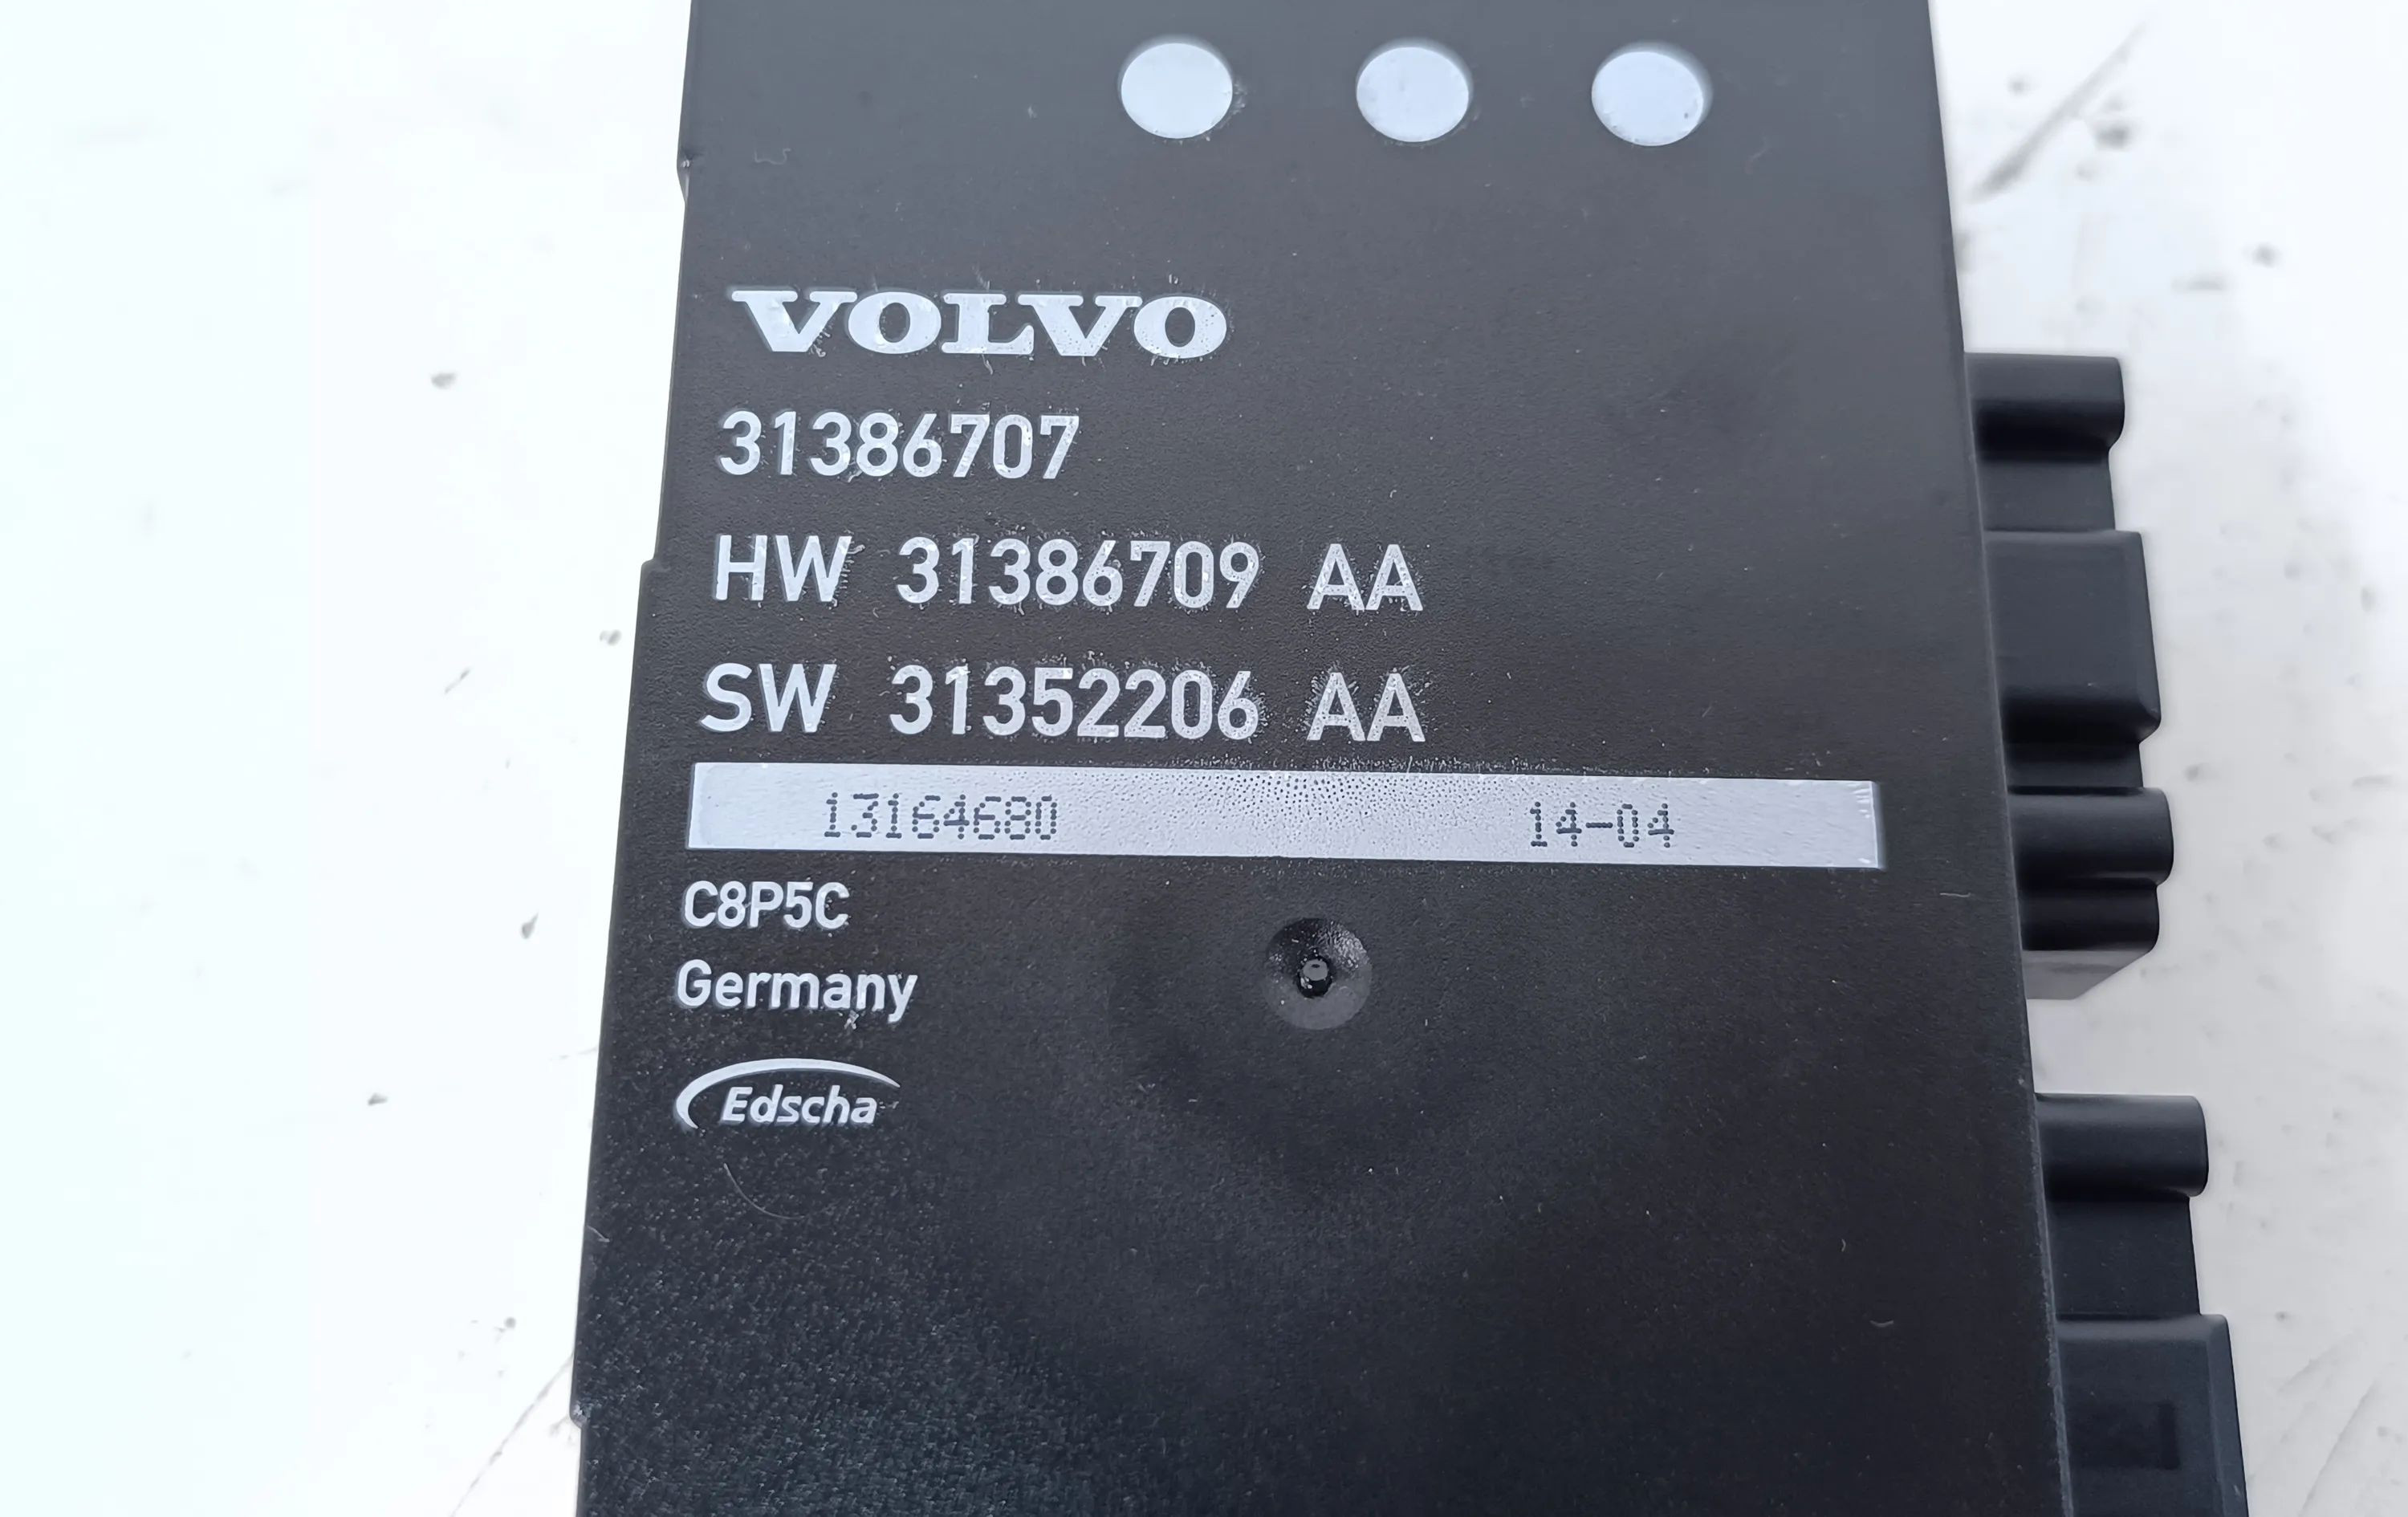 VOLVO
31386707
HW 31386709 AA
SW 31352206 AA
13164680 14-04
C8P5C
Germany
Edscha